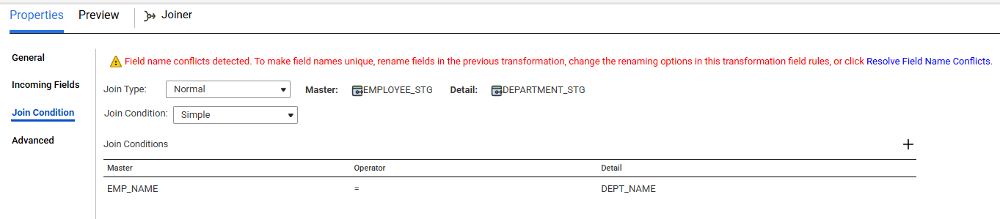 Properties Preview Joiner
General
Field name conflicts detected. To make field names unique, rename fields in the previous transformation, change the renaming options in this transformation field rules, or click Resolve Field Name Conflicts.
Incoming Fields
Join Type: Normal Master: EMPLOYEE_STG Detail: DEPARTMENT_STG
Join Condition
Join Condition: Simple
Advanced
Join Conditions
Master Operator Detail
EMP_NAME = DEPT_NAME